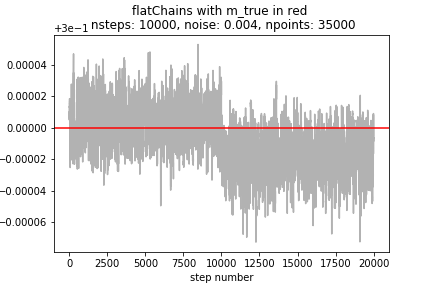 flatChains with m_true in red
nsteps: 10000, noise: 0.004, npoints: 35000
+3e−1
0.00004
0.00002
0.00000
−0.00002
−0.00004
−0.00006
0 2500 5000 7500 10000 12500 15000 17500 20000
step number